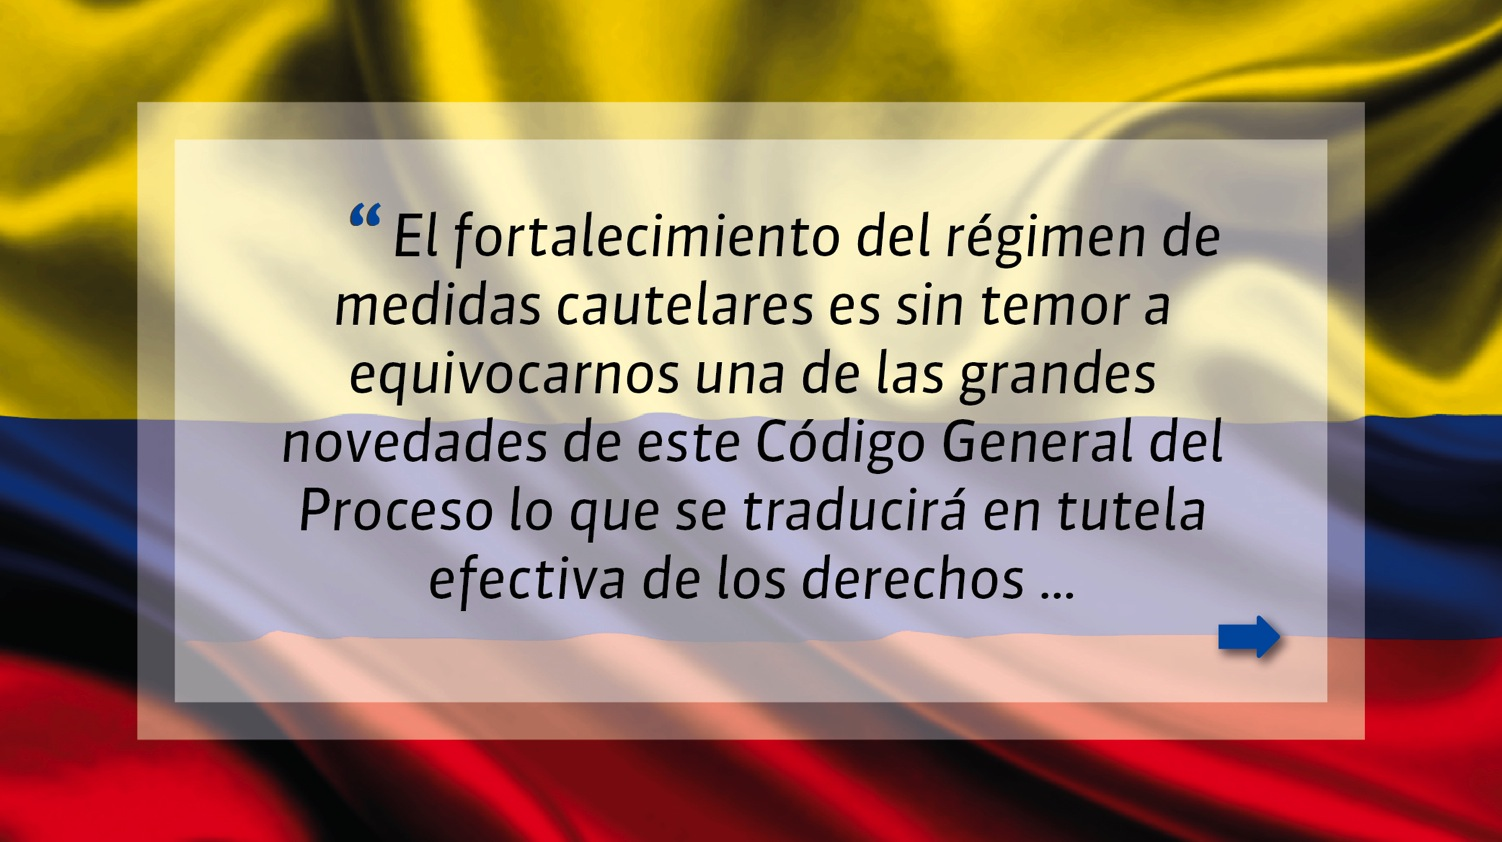 “ El fortalecimiento del régimen de
medidas cautelares es sin temor a
equivocarnos una de las grandes
novedades de este Código General del
Proceso lo que se traducirá en tutela
efectiva de los derechos ...